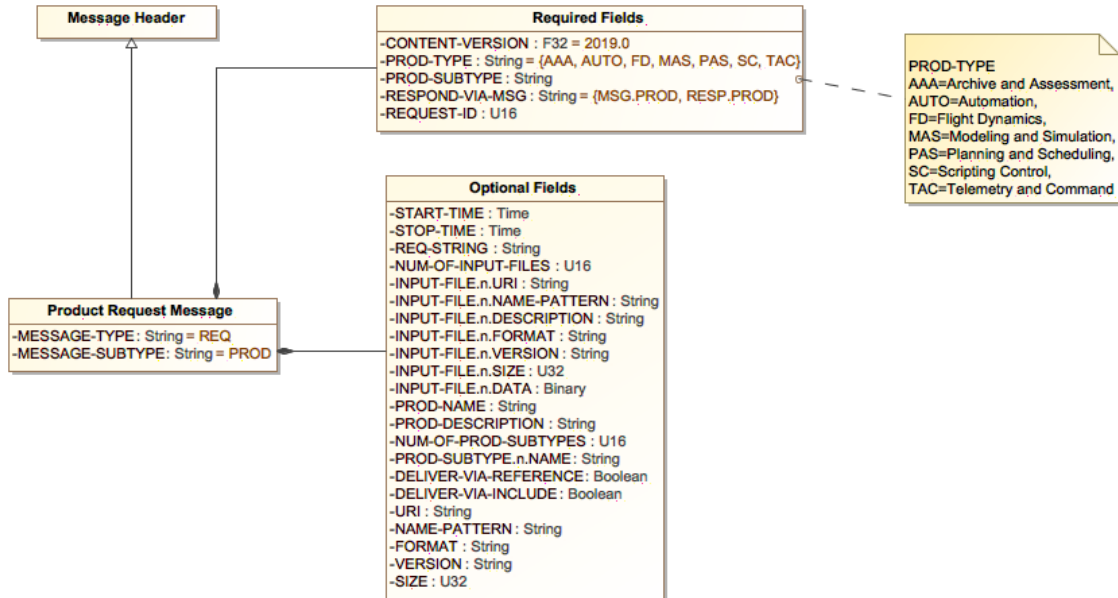 Message Header
Required Fields
-CONTENT-VERSION : F32 = 2019.0
-PROD-TYPE : String = {AAA, AUTO, FD, MAS, PAS, SC, TAC}
-PROD-SUBTYPE : String
-RESPOND-VIA-MSG : String = {MSG.PROD, RESP.PROD}
-REQUEST-ID : U16
PROD-TYPE
AAA=Archive and Assessment,
AUTO=Automation,
FD=Flight Dynamics,
MAS=Modeling and Simulation,
PAS=Planning and Scheduling,
SC=Scripting Control,
TAC=Telemetry and Command
Product Request Message
-MESSAGE-TYPE : String = REQ
-MESSAGE-SUBTYPE : String = PROD
Optional Fields
-START-TIME : Time
-STOP-TIME : Time
-REQ-STRING : String
-NUM-OF-INPUT-FILES : U16
-INPUT-FILE.n.URI : String
-INPUT-FILE.n.NAME-PATTERN : String
-INPUT-FILE.n.DESCRIPTION : String
-INPUT-FILE.n.FORMAT : String
-INPUT-FILE.n.VERSION : String
-INPUT-FILE.n.SIZE : U32
-INPUT-FILE.n.DATA : Binary
-PROD-NAME : String
-PROD-DESCRIPTION : String
-NUM-OF-PROD-SUBTYPES : U16
-PROD-SUBTYPE.n.NAME : String
-DELIVER-VIA-REFERENCE : Boolean
-DELIVER-VIA-INCLUDE : Boolean
-URI : String
-NAME-PATTERN : String
-FORMAT : String
-VERSION : String
-SIZE : U32